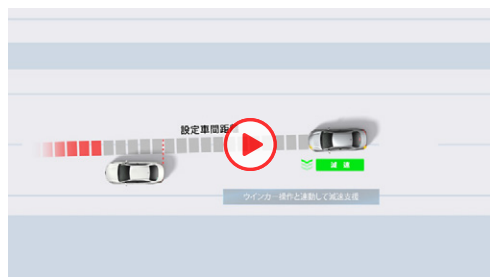 設定車間距離
減速
ウインカー操作と連動して減速支援